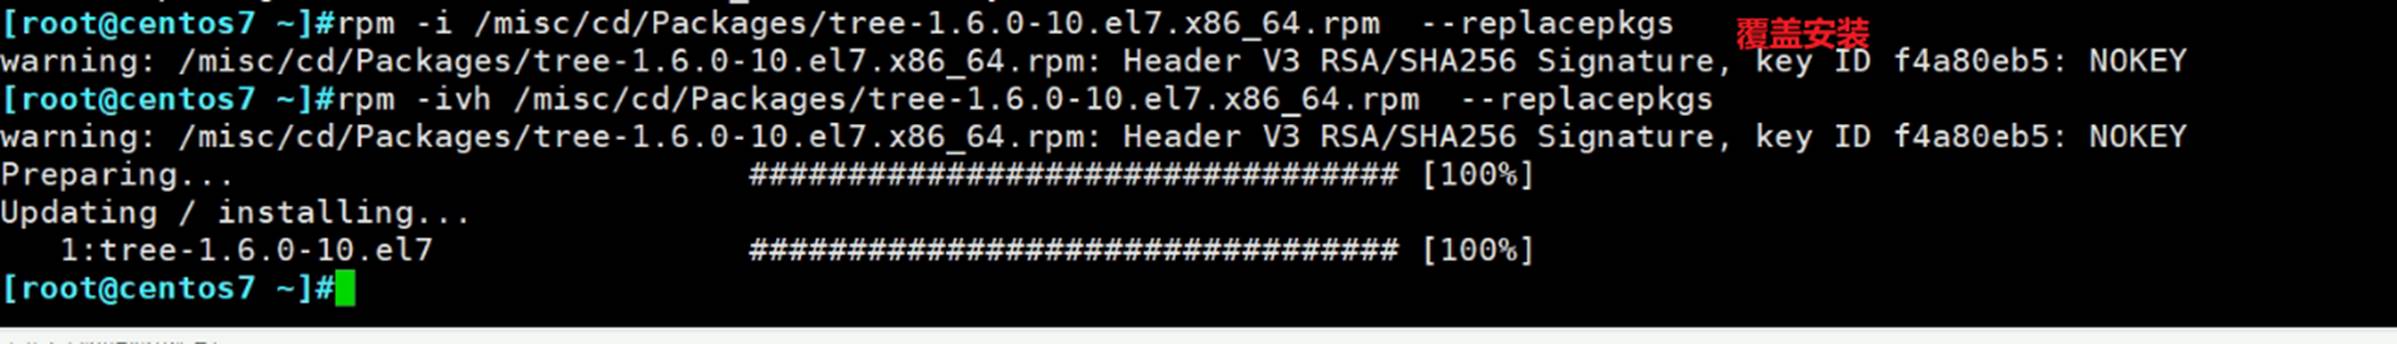 [root@centos7 ~]#rpm -i /misc/cd/Packages/tree-1.6.0-10.el7.x86_64.rpm  --replacepkgs 覆盖安装
warning: /misc/cd/Packages/tree-1.6.0-10.el7.x86_64.rpm: Header V3 RSA/SHA256 Signature, key ID f4a80eb5: NOKEY
[root@centos7 ~]#rpm -ivh /misc/cd/Packages/tree-1.6.0-10.el7.x86_64.rpm  --replacepkgs
warning: /misc/cd/Packages/tree-1.6.0-10.el7.x86_64.rpm: Header V3 RSA/SHA256 Signature, key ID f4a80eb5: NOKEY
Preparing...                          ################################# [100%]
Updating / installing...
   1:tree-1.6.0-10.el7                ################################# [100%]
[root@centos7 ~]#